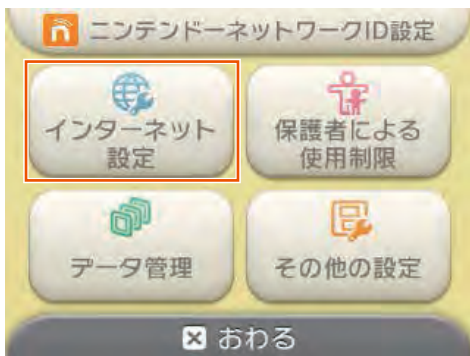 ニンテンドーネットワークID設定
インターネット
設定
保護者による
使用制限
データ管理
その他の設定
おわる